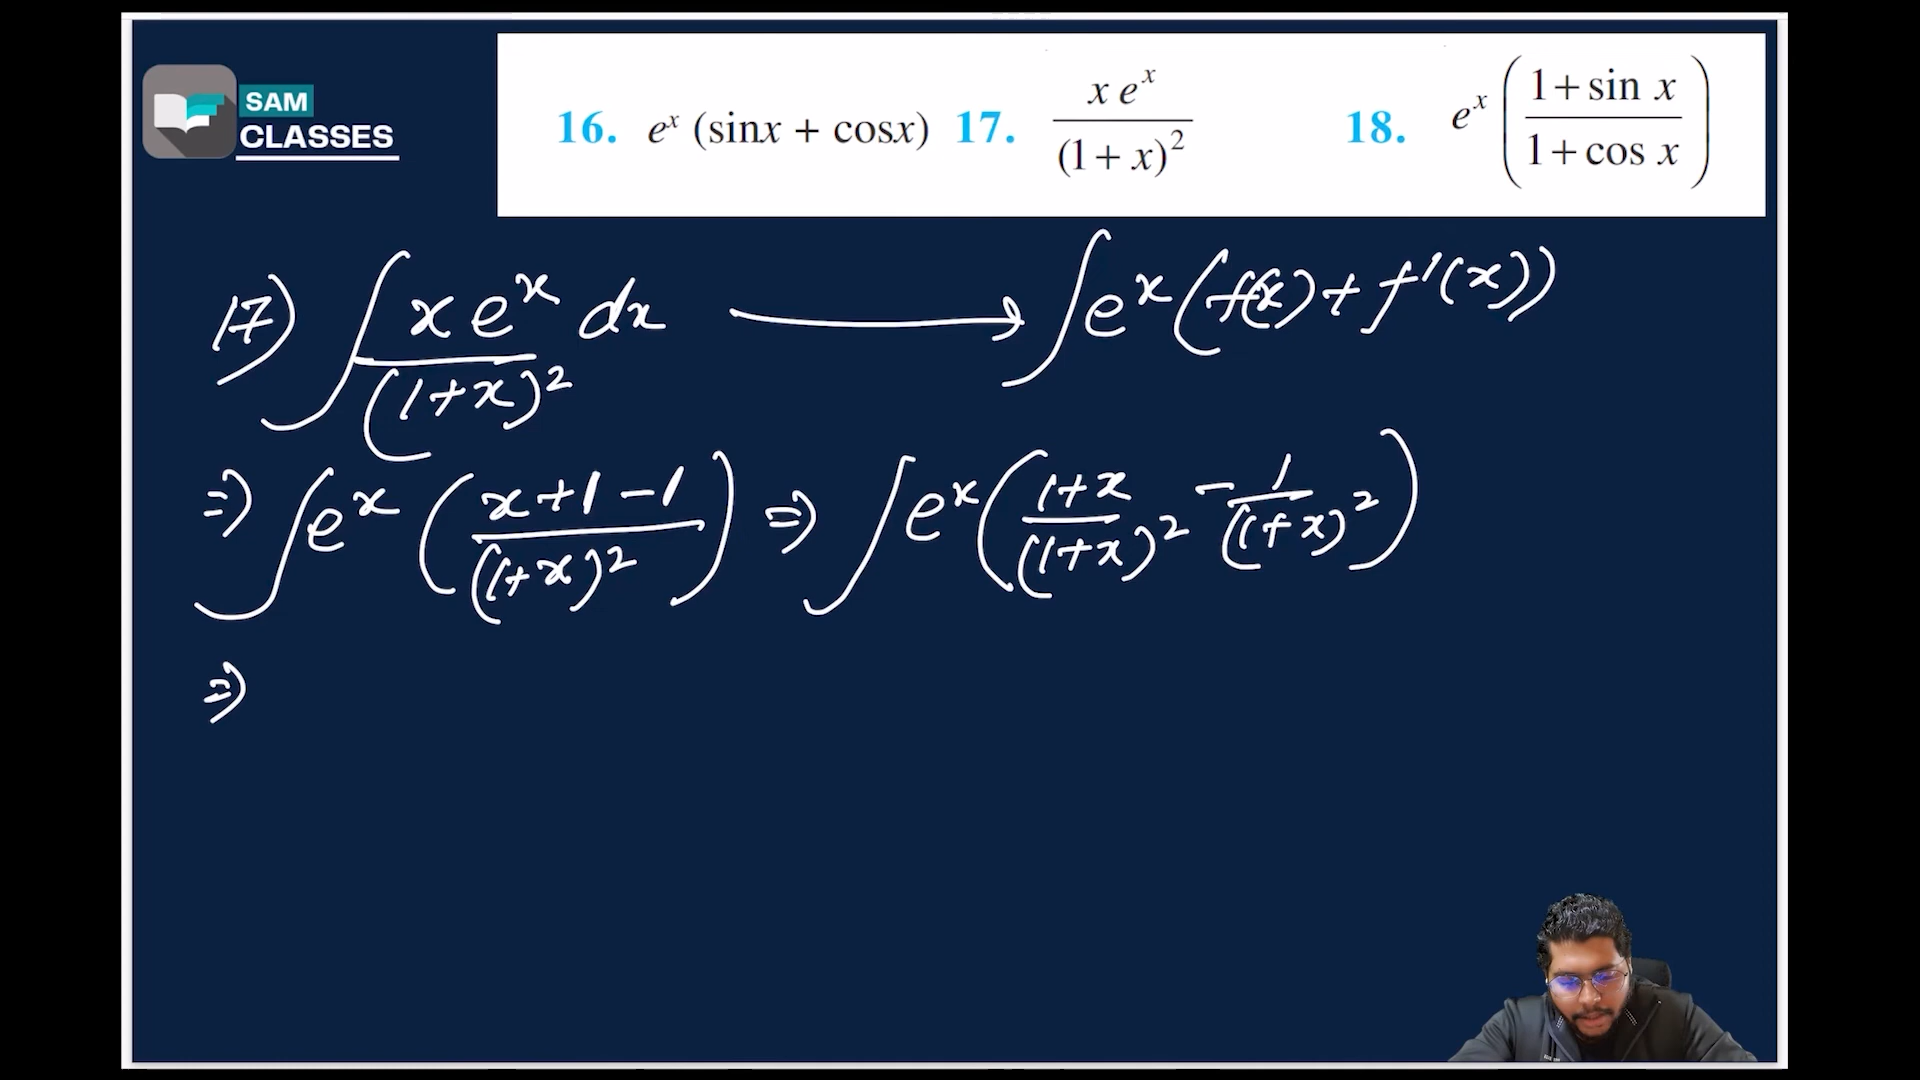 SAM
CLASSES
16. eˣ (sinx + cosx) 17. x eˣ / (1 + x)² 18. eˣ ( (1 + sin x) / (1 + cos x) )
17) ∫ x eˣ / (1+x)² dx ⟶ ∫ eˣ (f(x) + f'(x))
⇒ ∫ eˣ ( (x+1-1) / (1+x)² ) ⇒ ∫ eˣ ( (1+x) / (1+x)² - 1 / (1+x)² )
⇒